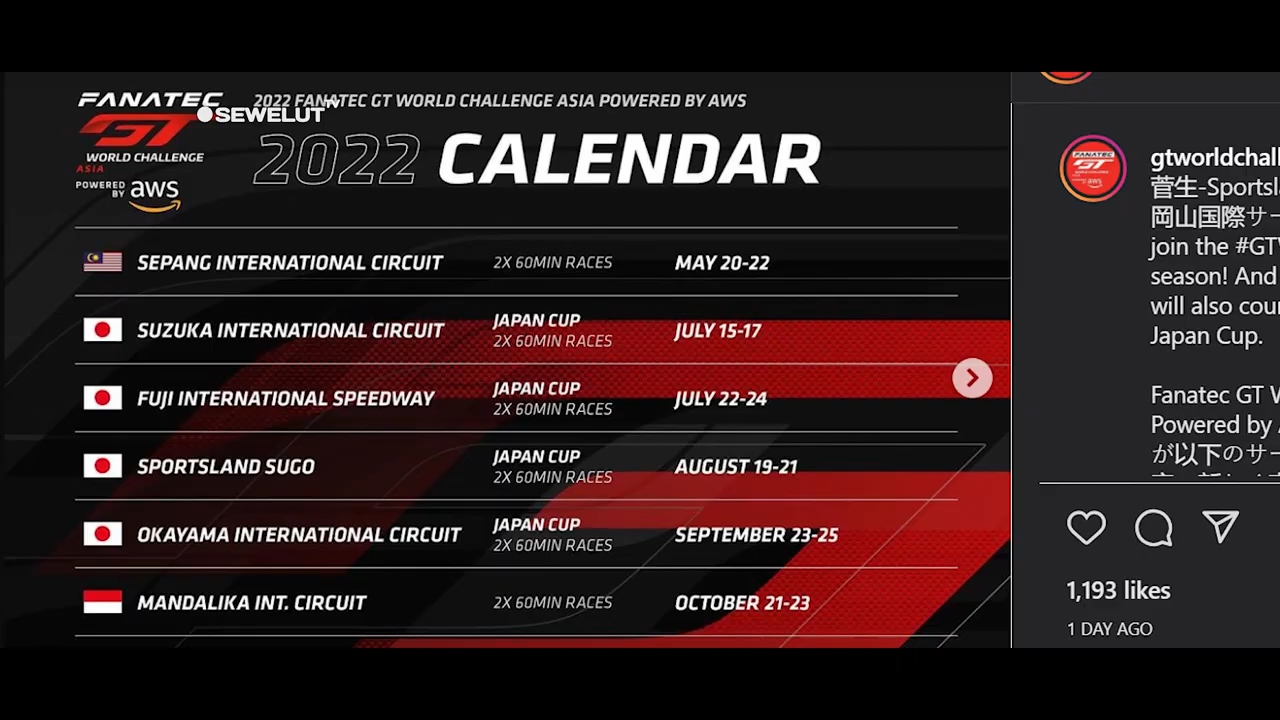 FANATEC
GT
WORLD CHALLENGE
ASIA
POWERED BY aws
SEWELUT TV
2022 FANATEC GT WORLD CHALLENGE ASIA POWERED BY AWS
2022 CALENDAR
SEPANG INTERNATIONAL CIRCUIT 2X 60MIN RACES MAY 20-22
SUZUKA INTERNATIONAL CIRCUIT JAPAN CUP 2X 60MIN RACES JULY 15-17
FUJI INTERNATIONAL SPEEDWAY JAPAN CUP 2X 60MIN RACES JULY 22-24
SPORTSLAND SUGO JAPAN CUP 2X 60MIN RACES AUGUST 19-21
OKAYAMA INTERNATIONAL CIRCUIT JAPAN CUP 2X 60MIN RACES SEPTEMBER 23-25
MANDALIKA INT. CIRCUIT 2X 60MIN RACES OCTOBER 21-23
FANATEC
GT
aws
gtworldchall
菅生-Sportsla
岡山国際サー
join the #GTW
season! And
will also coun
Japan Cup.
Fanatec GT W
Powered by A
が以下のサー
1,193 likes
1 DAY AGO